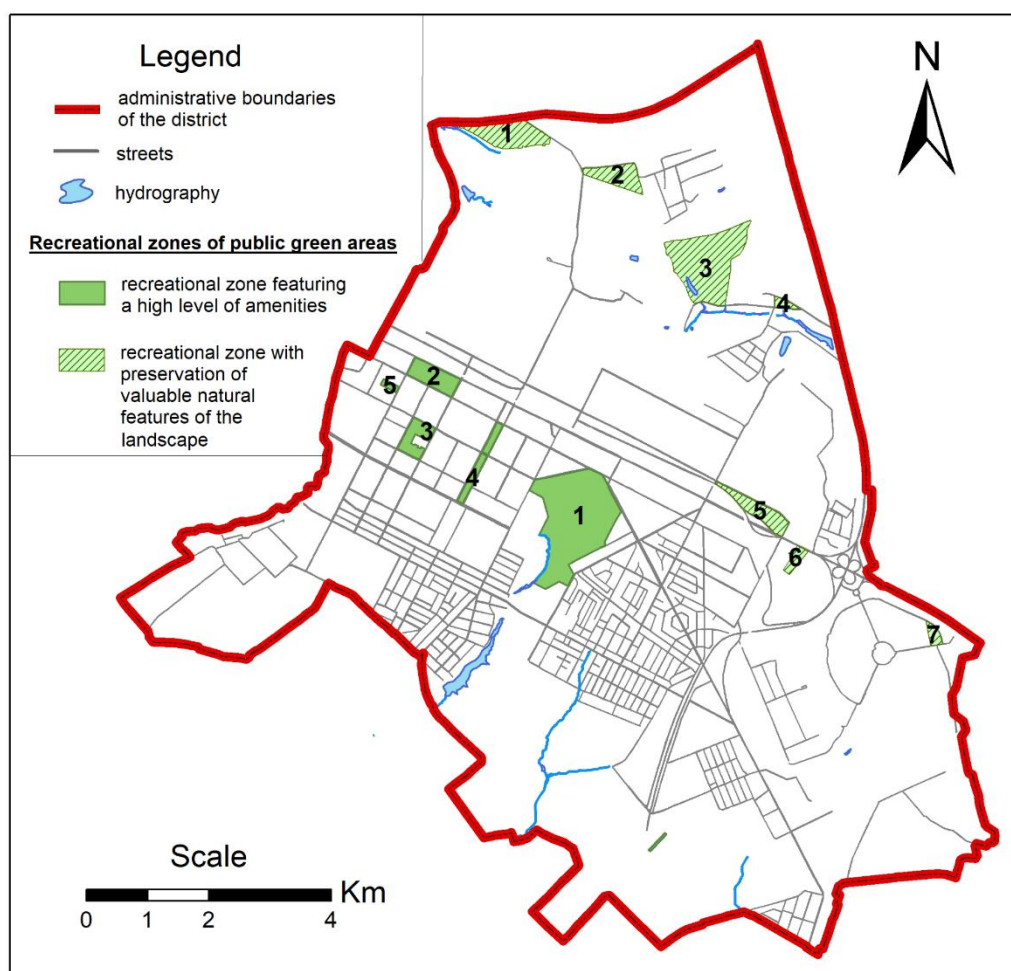 Legend
administrative boundaries
of the district
streets
hydrography
Recreational zones of public green areas
recreational zone featuring
a high level of amenities
recreational zone with
preservation of
valuable natural
features of the
landscape
N
1
2
3
4
2
5
3
4
1
5
6
7
Scale
Km
0 1 2 4